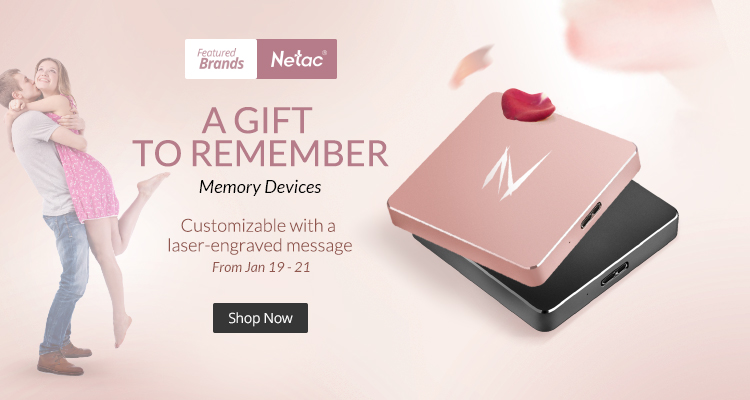 Featured
Brands
Netac®
A GIFT
TO REMEMBER
Memory Devices
Customizable with a
laser-engraved message
From Jan 19 - 21
Shop Now